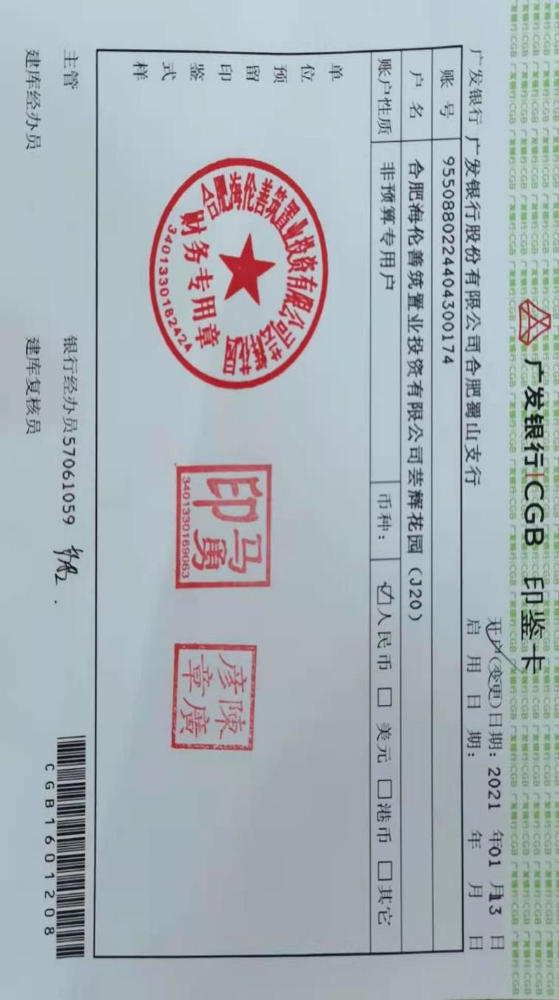 广发银行|CGB 印鉴卡
开户(变更)日期: 2021 年01 月13 日
广发银行 广发银行股份有限公司合肥蜀山支行 启用日期: 年 月 日
账号 9550880224404300174
户名 合肥海伦善筑置业投资有限公司芸辉花园 (J20)
账户性质 非预算专用户 币种: 人民币 美元 港币 其它
单位预留印鉴式样
合肥海伦善筑置业投资有限公司
财务专用章
3401330182424
马勇印
3401330169063
陳廣彦章
主管 银行经办员57061059
建库经办员 建库复核员
CGB1601208